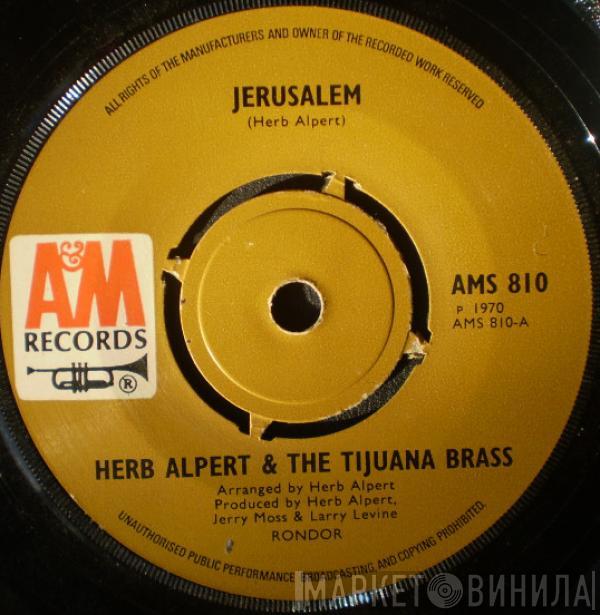 ALL RIGHTS OF THE MANUFACTURERS AND OWNER OF THE RECORDED WORK RESERVED
JERUSALEM
(Herb Alpert)
A&M
RECORDS
®
AMS 810
P 1970
AMS 810-A
HERB ALPERT & THE TIJUANA BRASS
Arranged by Herb Alpert
Produced by Herb Alpert,
Jerry Moss & Larry Levine
RONDOR
UNAUTHORISED PUBLIC PERFORMANCE, BROADCASTING, AND COPYING PROHIBITED.
МАРКЕТ ВИНИЛА